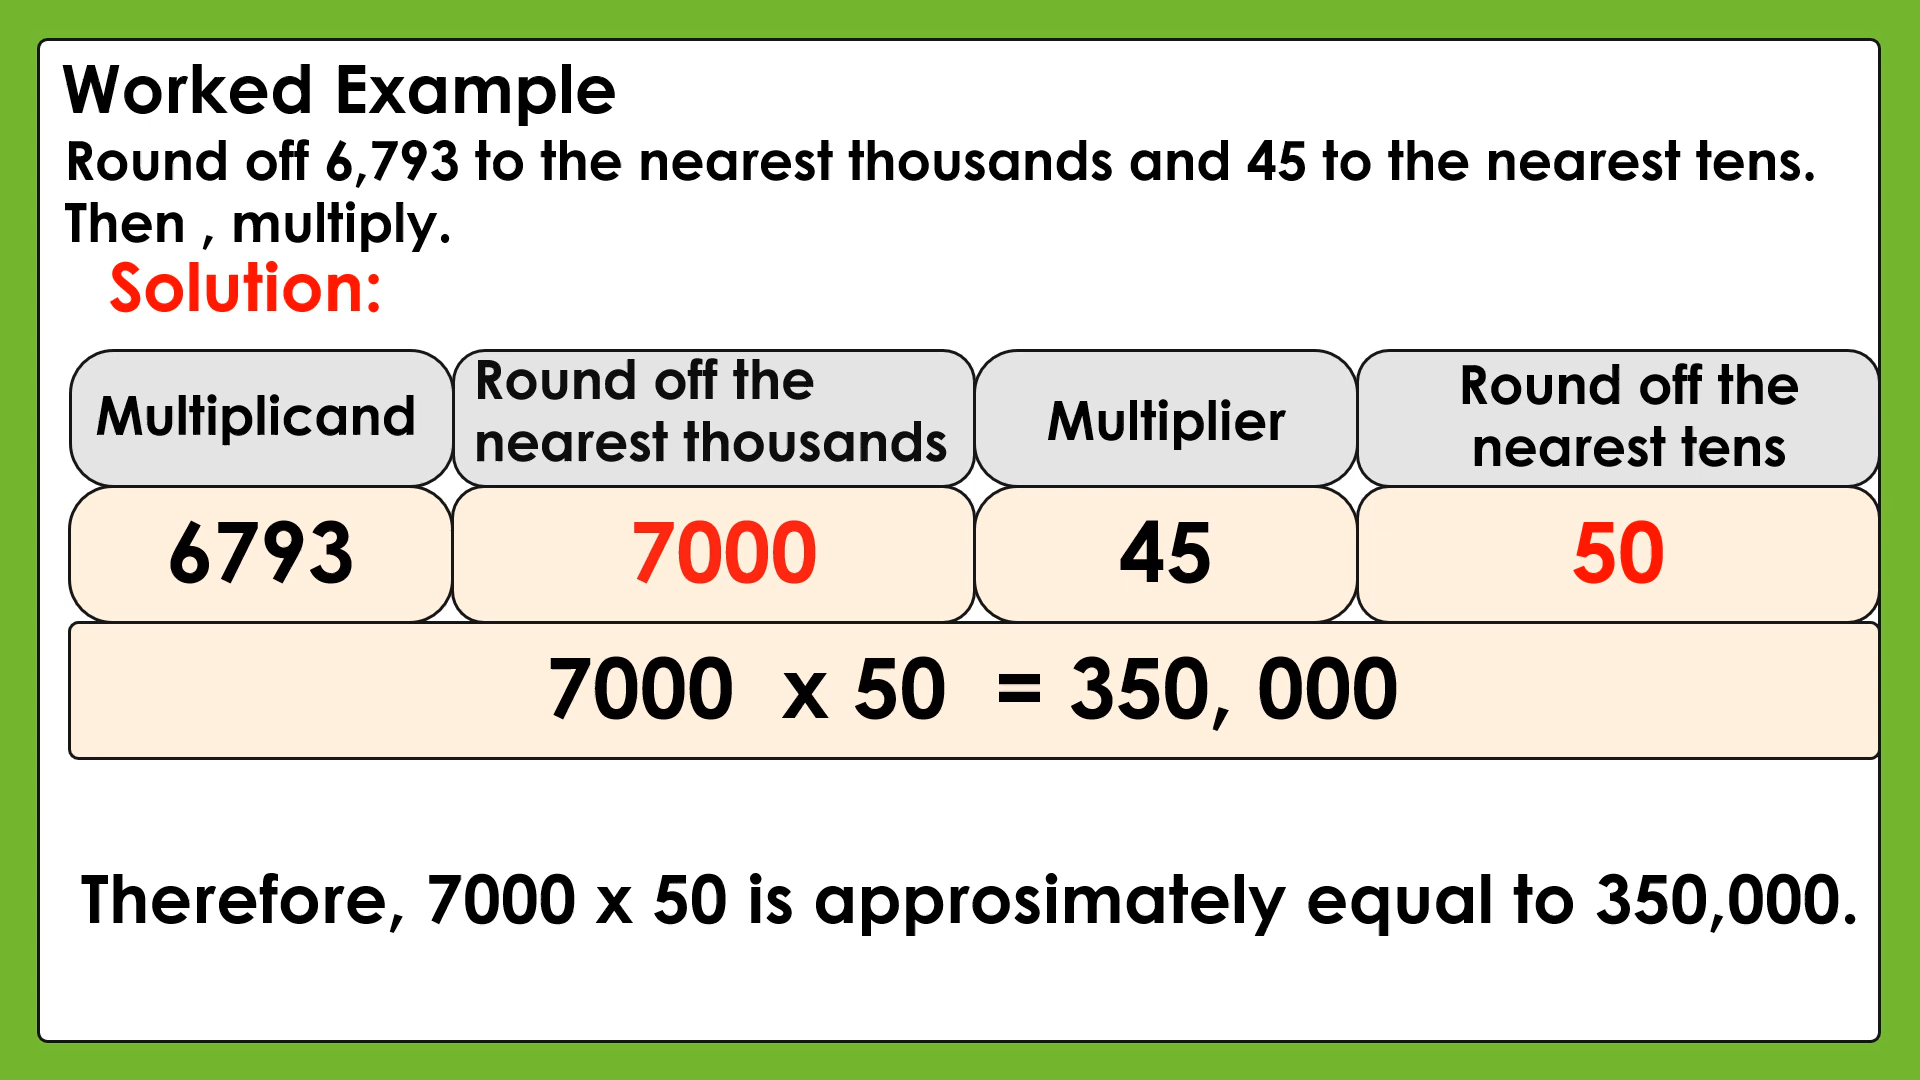 Worked Example
Round off 6,793 to the nearest thousands and 45 to the nearest tens.
Then , multiply.
Solution:
Multiplicand
Round off the
nearest thousands
Multiplier
Round off the
nearest tens
6793
7000
45
50
7000 x 50 = 350, 000
Therefore, 7000 x 50 is approsimately equal to 350,000.